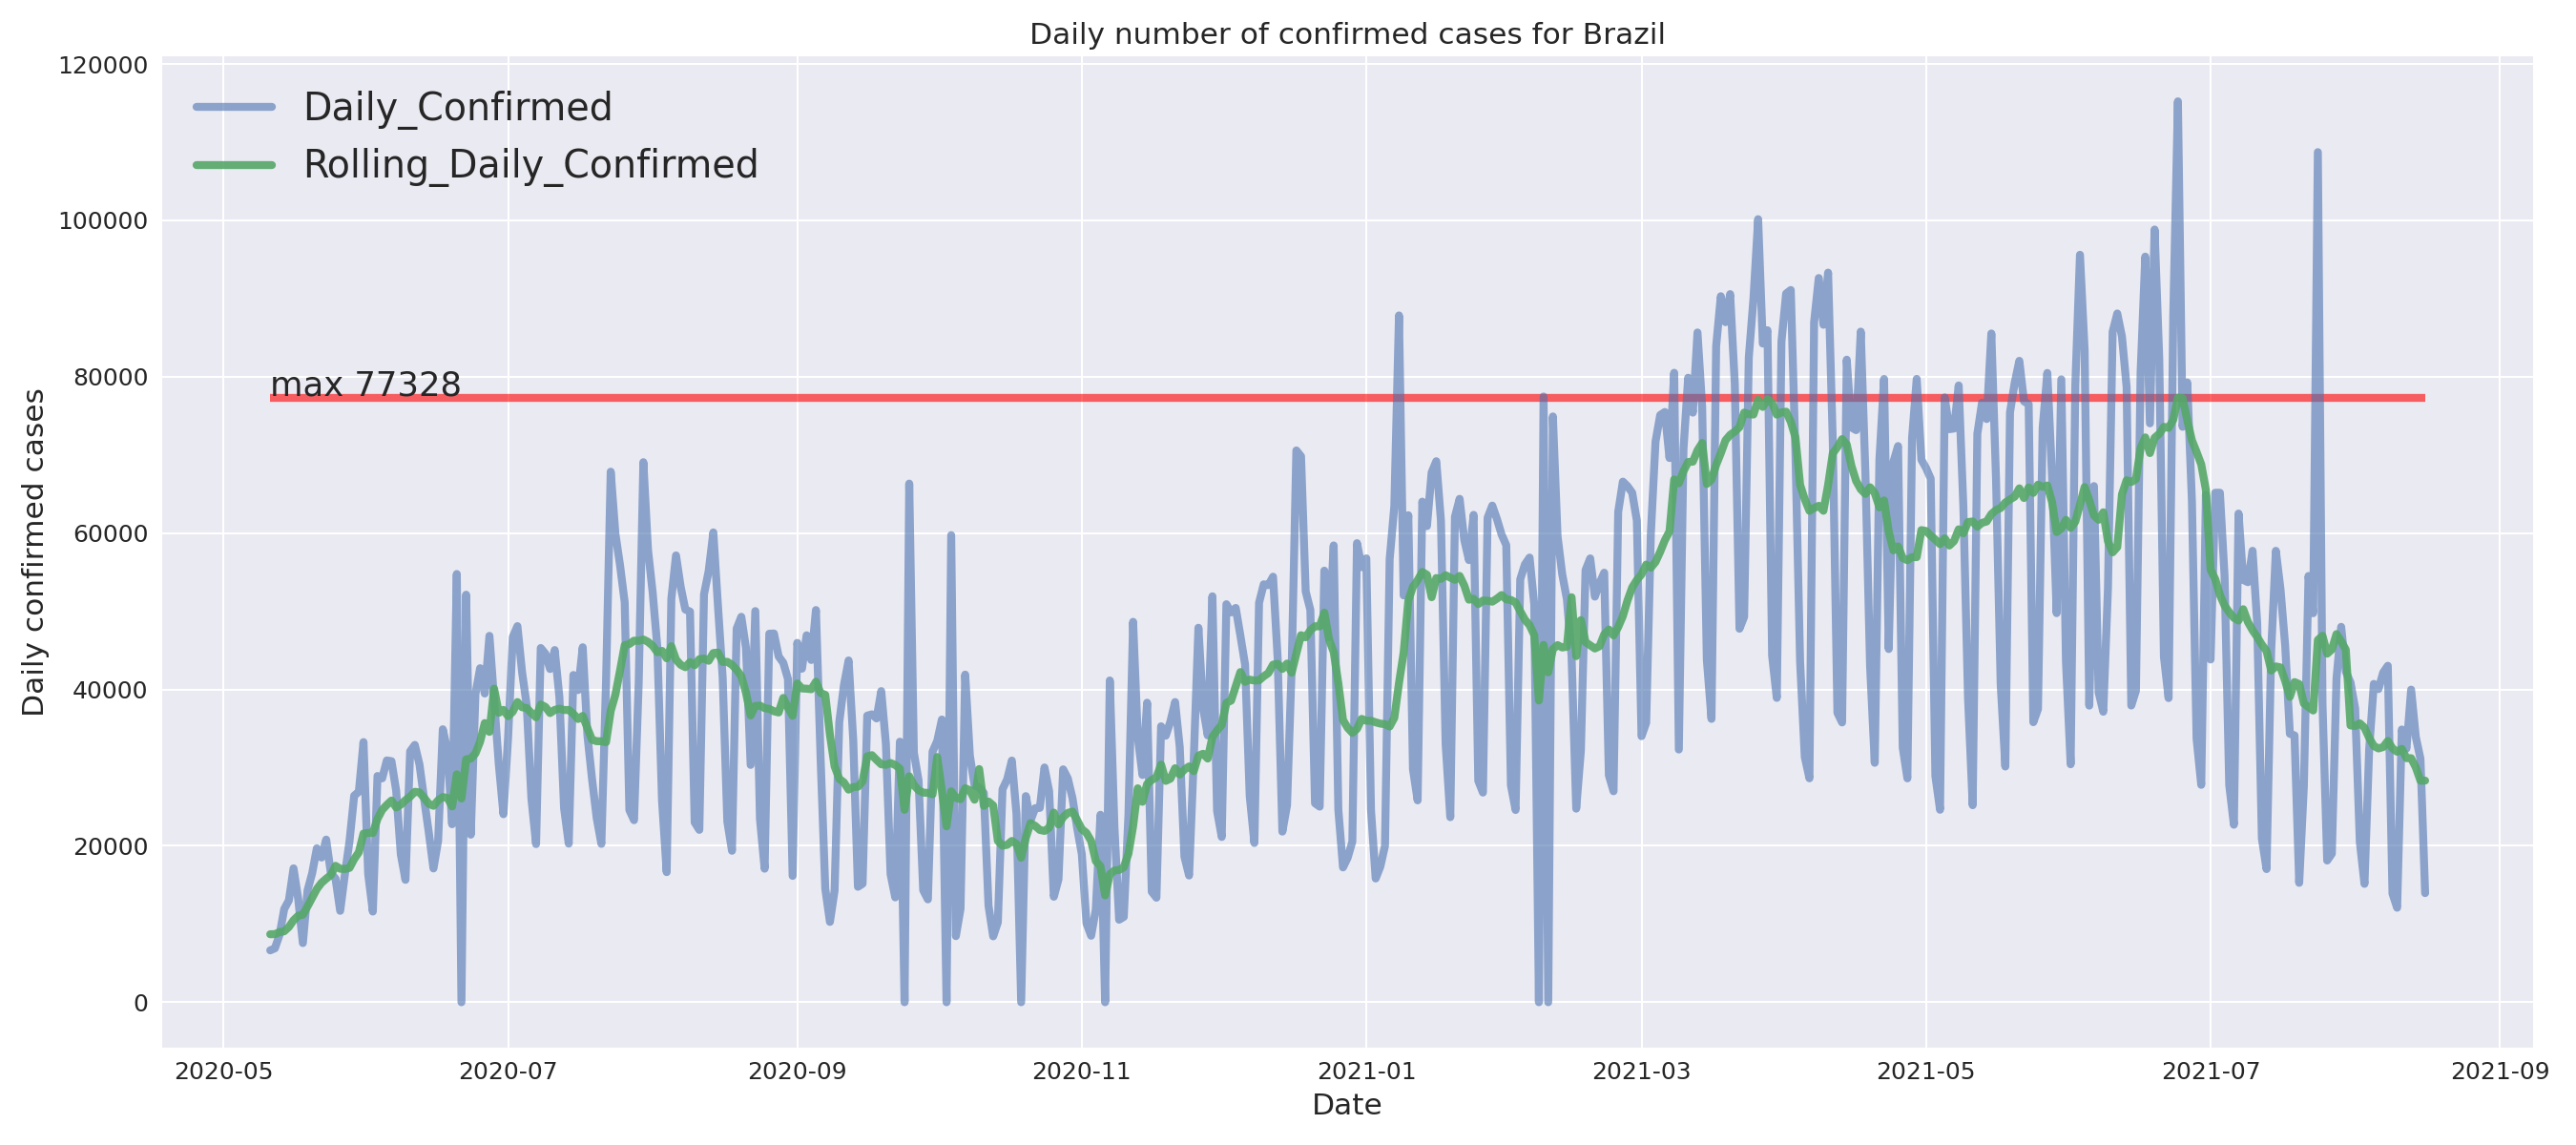 Daily number of confirmed cases for Brazil
120000
100000
80000
60000
40000
20000
0
Daily confirmed cases
Daily_Confirmed
Rolling_Daily_Confirmed
max 77328
2020-05 2020-07 2020-09 2020-11 2021-01 2021-03 2021-05 2021-07 2021-09
Date